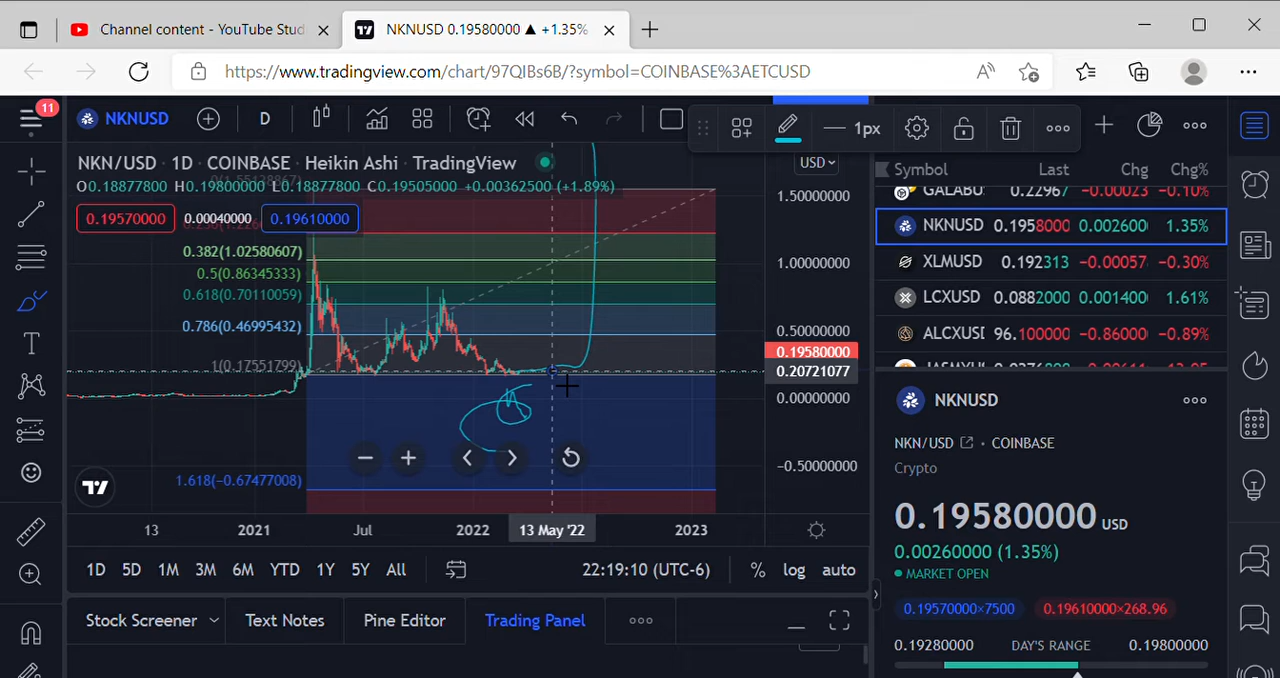 Channel content - YouTube Stud
NKNUSD 0.19580000 ▲ +1.35%
https://www.tradingview.com/chart/97QIBs6B/?symbol=COINBASE%3AETCUSD
11
NKNUSD
D
1px
NKN/USD · 1D · COINBASE · Heikin Ashi · TradingView
O0.18877800 H0.19800000 L0.18877800 C0.19505000 +0.00362500 (+1.89%)
0.19570000
0.00040000
0.19610000
0.382(1.02580607)
0.5(0.86345333)
0.618(0.70110059)
0.786(0.46995432)
1(0.17551799)
1.618(−0.67477008)
USD
1.50000000
1.00000000
0.50000000
0.19580000
0.20721077
0.00000000
−0.50000000
13
2021
Jul
2022
13 May '22
2023
1D 5D 1M 3M 6M YTD 1Y 5Y All
22:19:10 (UTC-6)
% log auto
Stock Screener
Text Notes
Pine Editor
Trading Panel
Symbol Last Chg Chg%
GALABU 0.22967 −0.00023 −0.10%
NKNUSD 0.1958000 0.002600 1.35%
XLMUSD 0.192313 −0.00057 −0.30%
LCXUSD 0.0882000 0.001400 1.61%
ALCXUSI 96.100000 −0.86000 −0.89%
NKNUSD
NKN/USD · COINBASE
Crypto
0.19580000 USD
0.00260000 (1.35%)
MARKET OPEN
0.19570000×7500
0.19610000×268.96
0.19280000 DAY'S RANGE 0.19800000